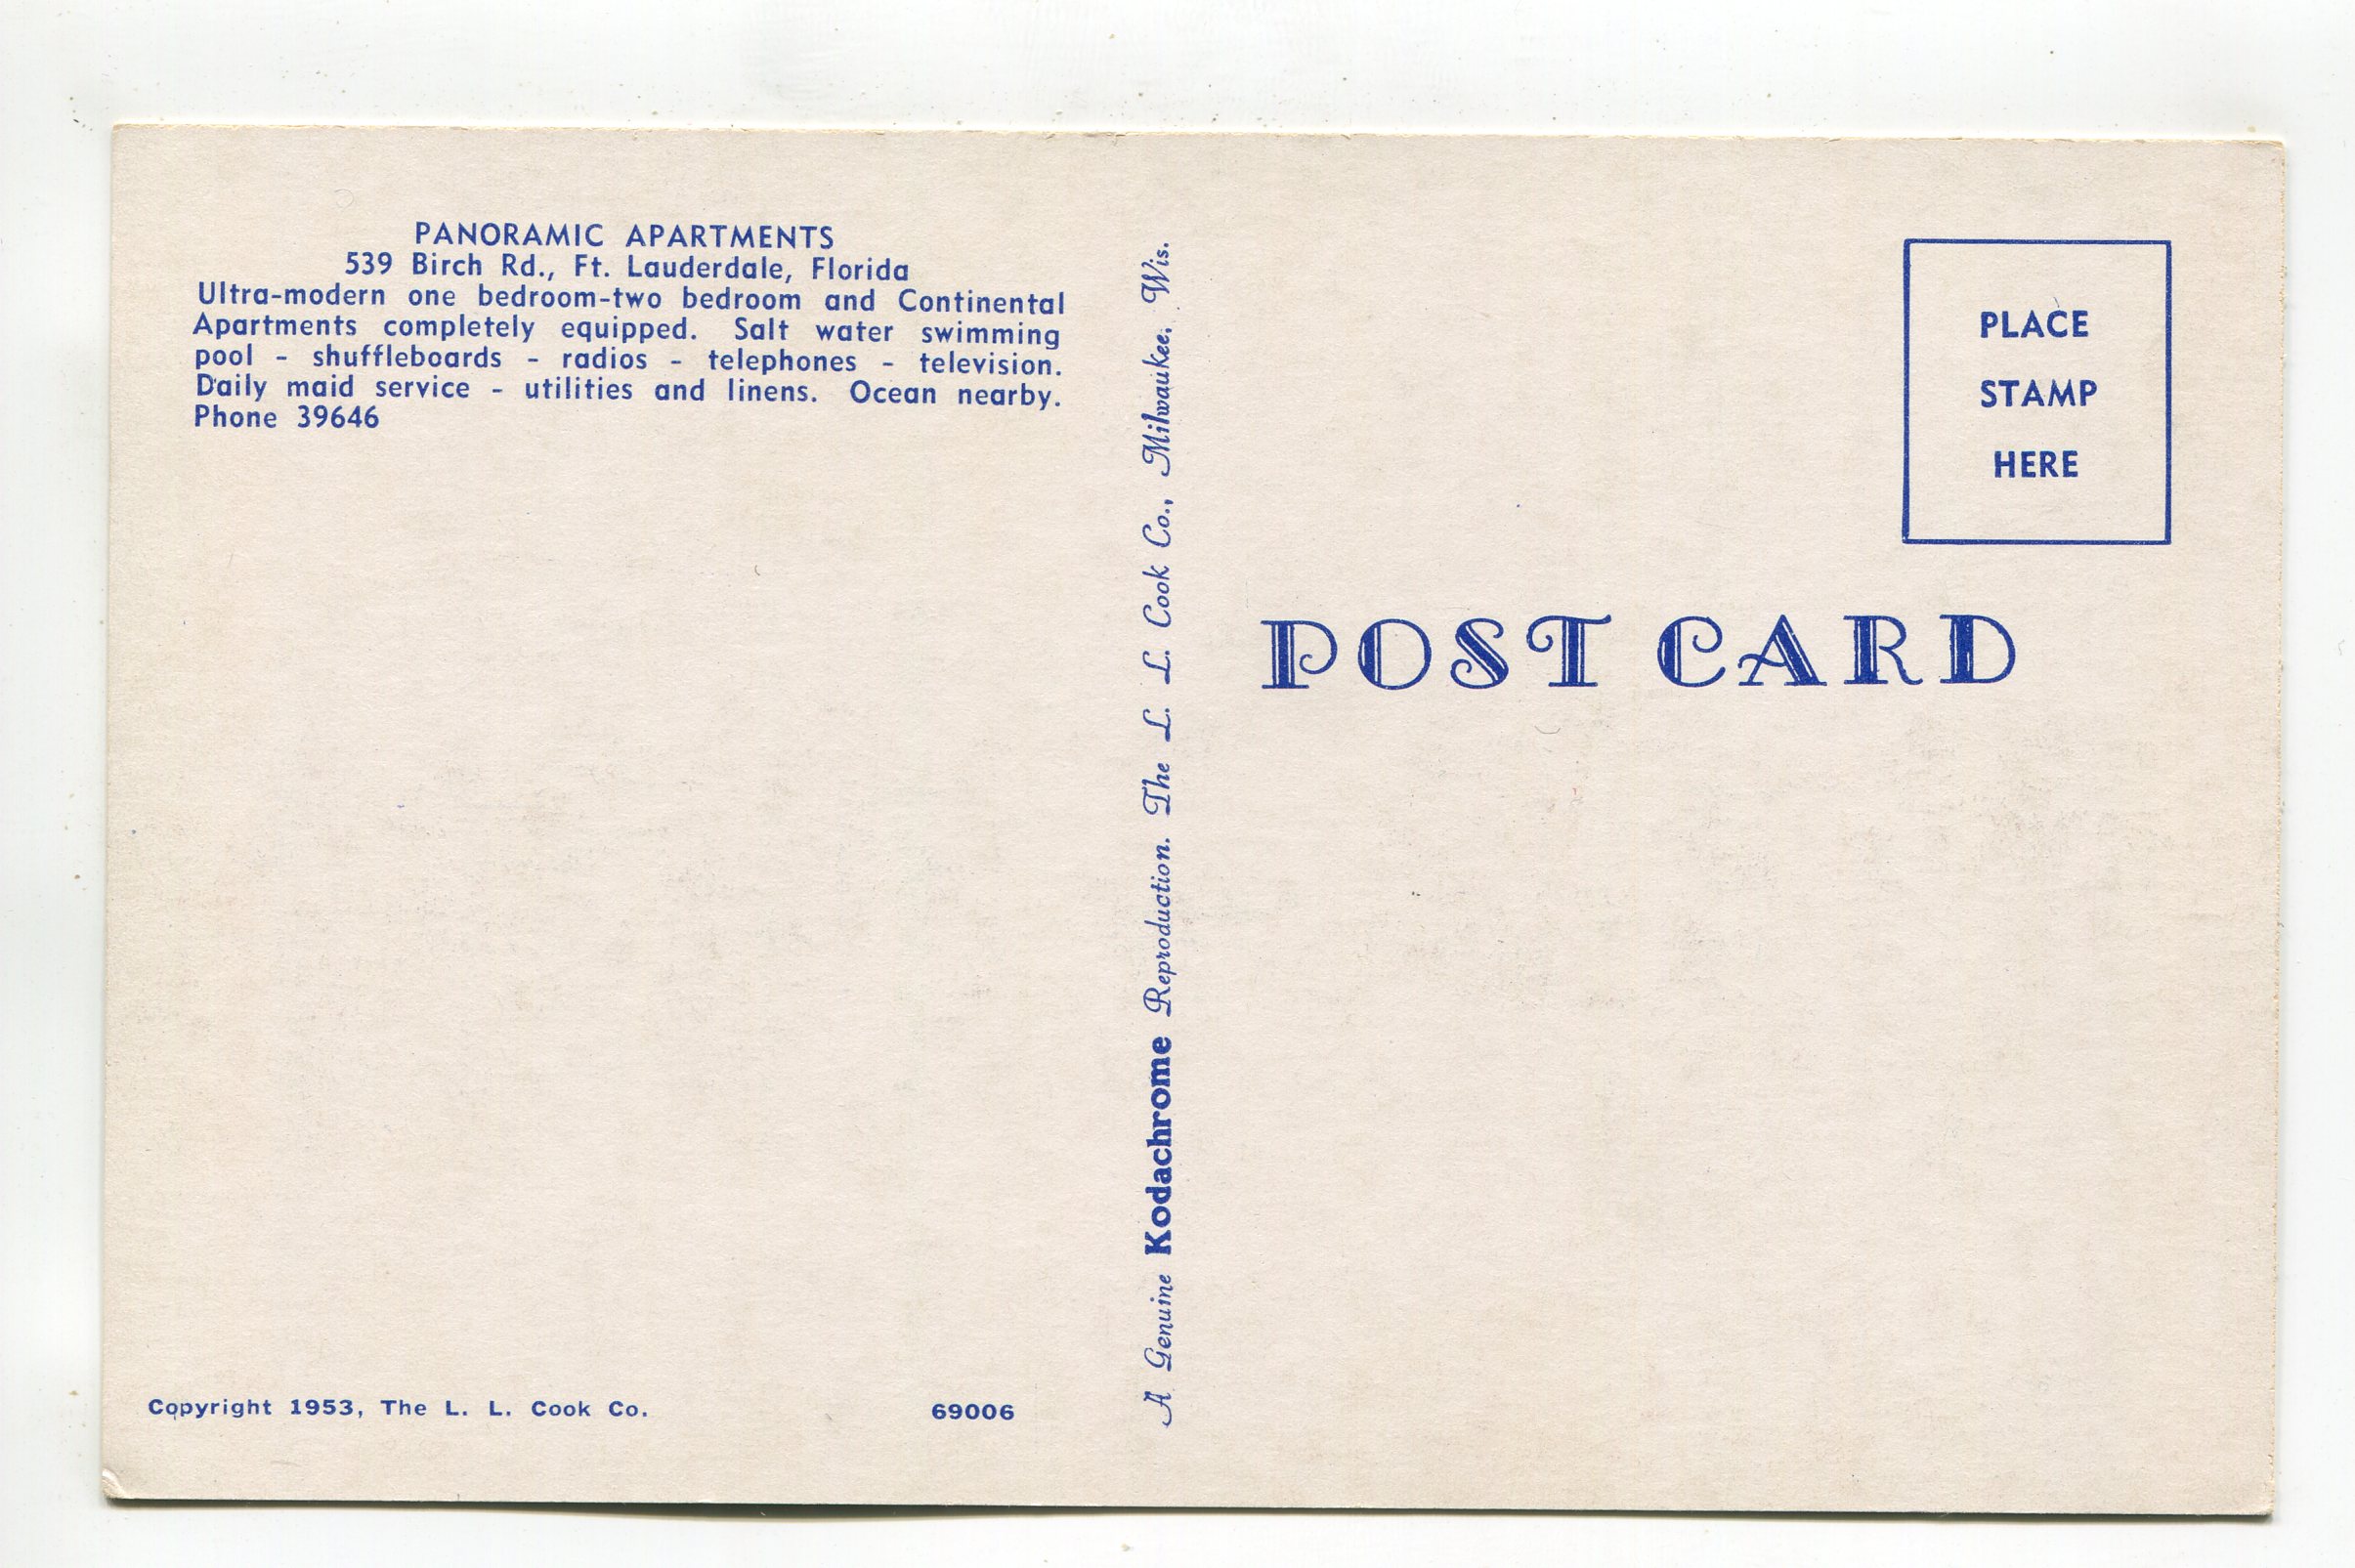 PANORAMIC APARTMENTS
539 Birch Rd., Ft. Lauderdale, Florida
Ultra-modern one bedroom-two bedroom and Continental
Apartments completely equipped. Salt water swimming
pool - shuffleboards - radios - telephones - television.
Daily maid service - utilities and linens. Ocean nearby.
Phone 39646
Copyright 1953, The L. L. Cook Co.
69006
A Genuine Kodachrome Reproduction. The L. L. Cook Co., Milwaukee, Wis.
PLACE
STAMP
HERE
POST CARD